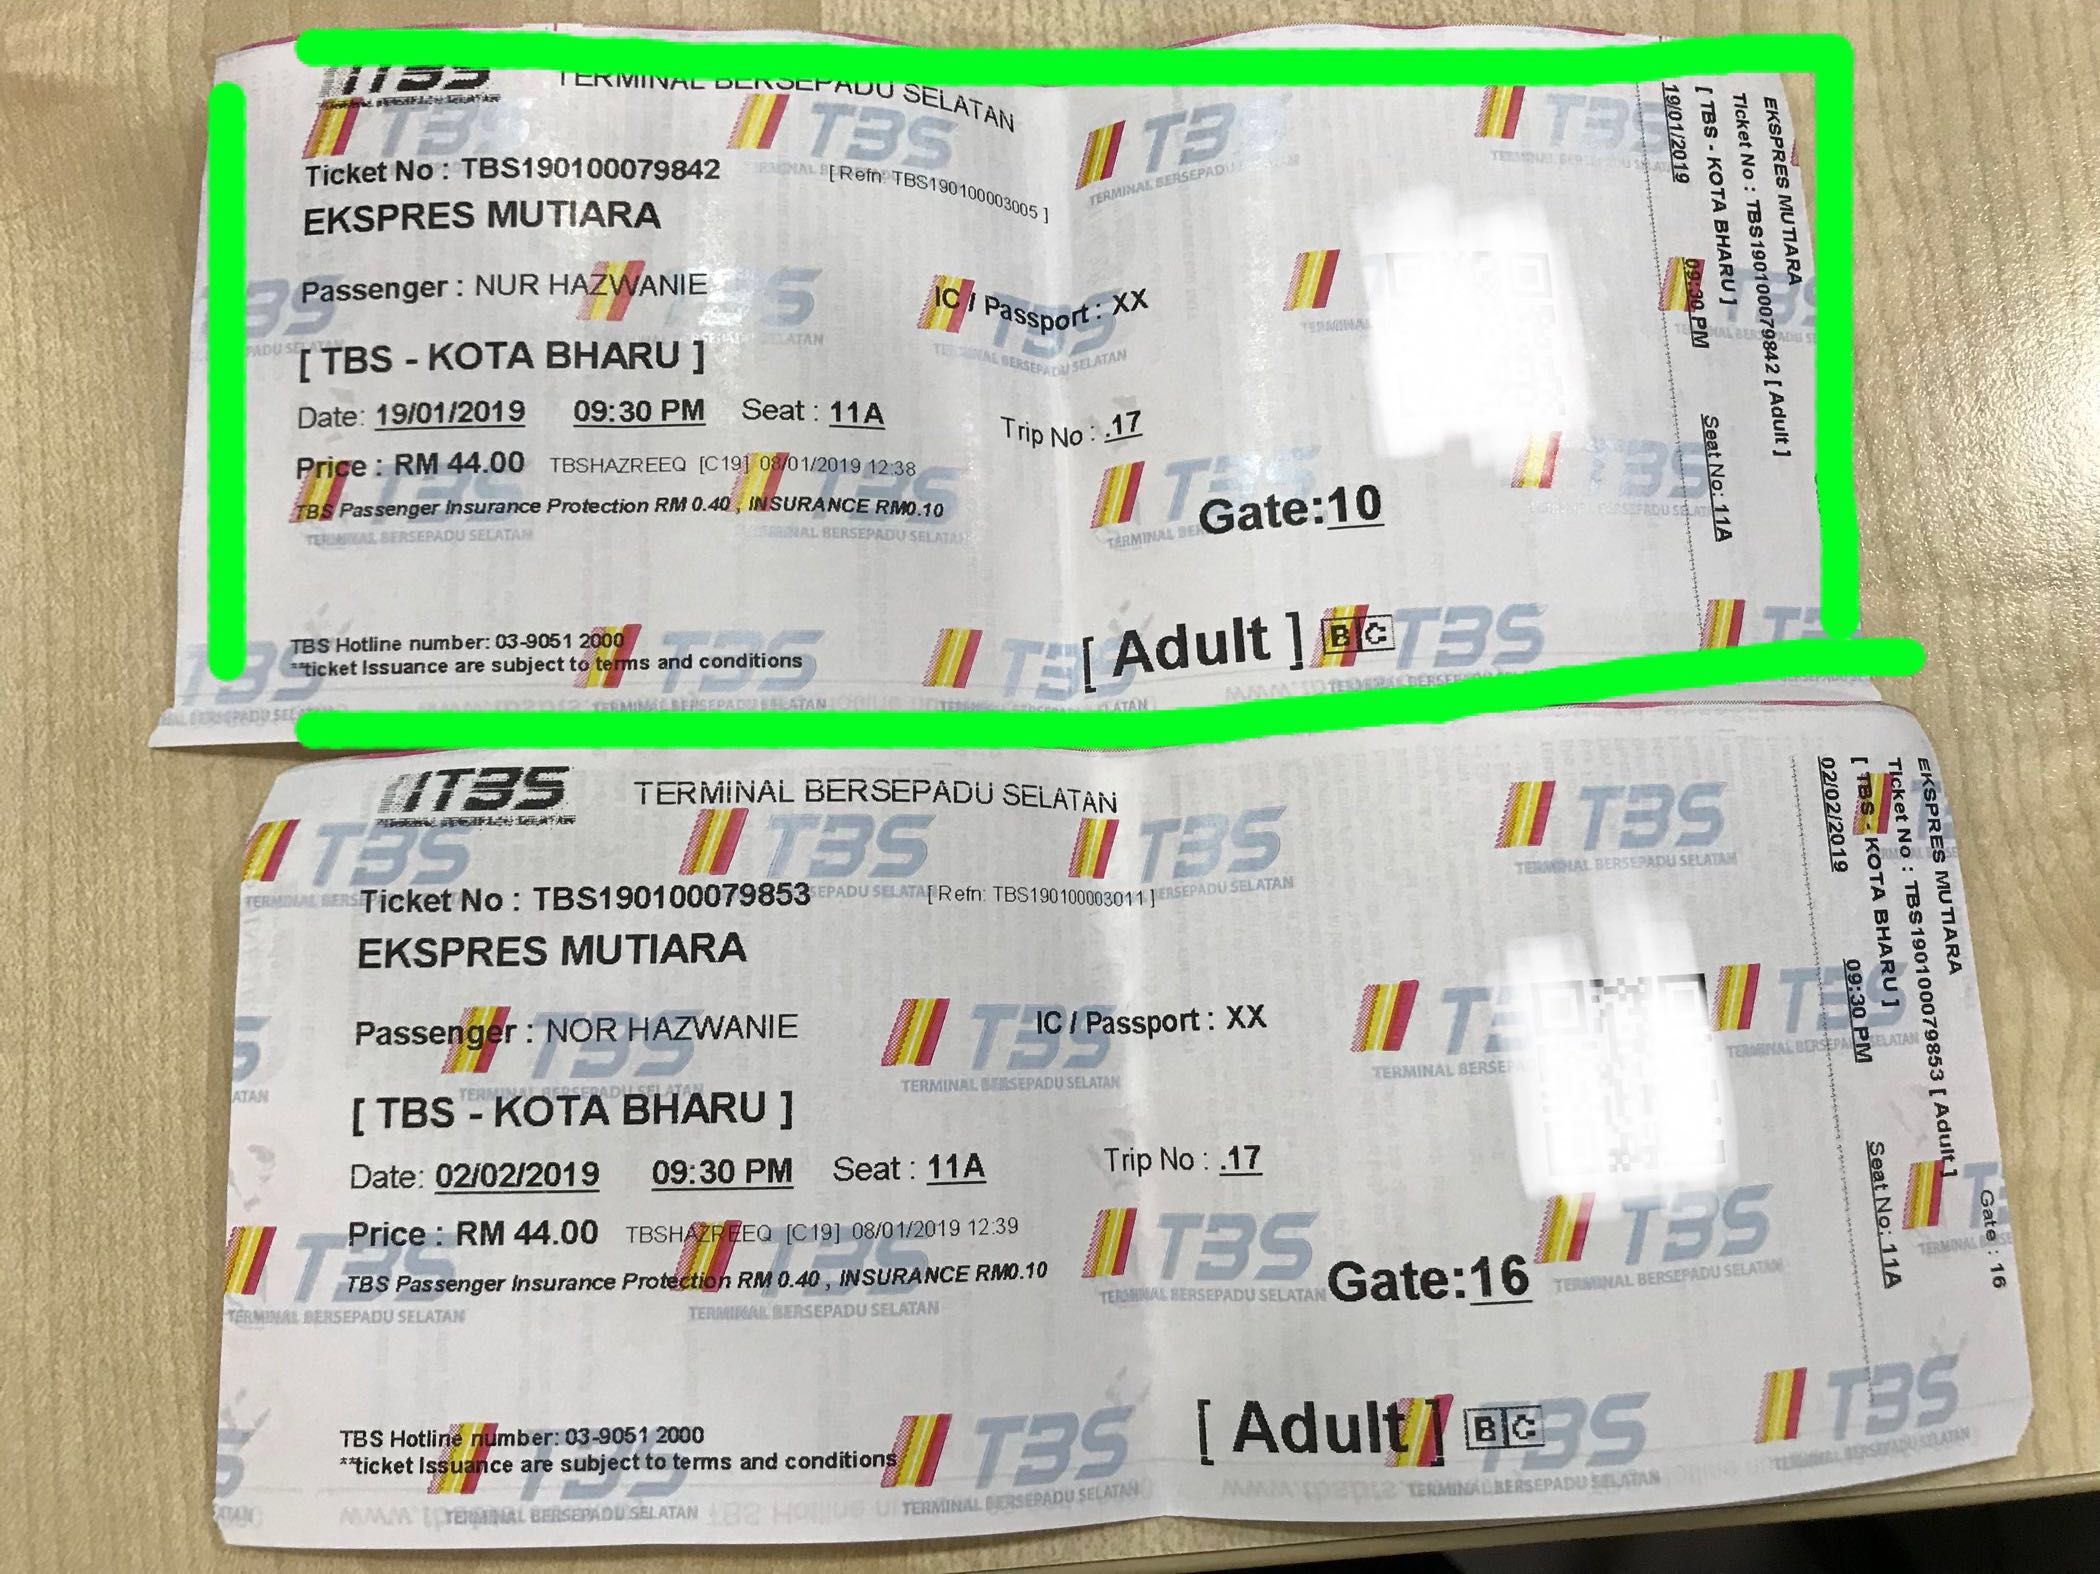 TBS
TERMINAL BERSEPADU SELATAN
Ticket No : TBS190100079842
[ Refn: TBS190100003005 ]
EKSPRES MUTIARA
Passenger : NUR HAZWANIE
IC / Passport : XX
[ TBS - KOTA BHARU ]
Date: 19/01/2019 09:30 PM Seat : 11A
Trip No : .17
Price : RM 44.00 TBSHAZREEQ [C19] 08/01/2019 12:38
TBS Passenger Insurance Protection RM 0.40 , INSURANCE RM0.10
Gate:10
TBS Hotline number: 03-9051 2000
**ticket Issuance are subject to terms and conditions
[ Adult ] B C
EKSPRES MUTIARA
Ticket No : TBS190100079842 [ Adult ]
[ TBS - KOTA BHARU ]
19/01/2019 09:30 PM Seat No: 11A
TBS
TERMINAL BERSEPADU SELATAN
Ticket No : TBS190100079853
[ Refn: TBS190100003011 ]
EKSPRES MUTIARA
Passenger : NOR HAZWANIE
IC / Passport : XX
[ TBS - KOTA BHARU ]
Date: 02/02/2019 09:30 PM Seat : 11A
Trip No : .17
Price : RM 44.00 TBSHAZREEQ [C19] 08/01/2019 12:39
TBS Passenger Insurance Protection RM 0.40 , INSURANCE RM0.10
Gate:16
TBS Hotline number: 03-9051 2000
**ticket Issuance are subject to terms and conditions
[ Adult ] B C
EKSPRES MUTIARA
Ticket No : TBS190100079853 [ Adult ]
[ TBS - KOTA BHARU ]
02/02/2019 09:30 PM Seat No: 11A
Gate : 16